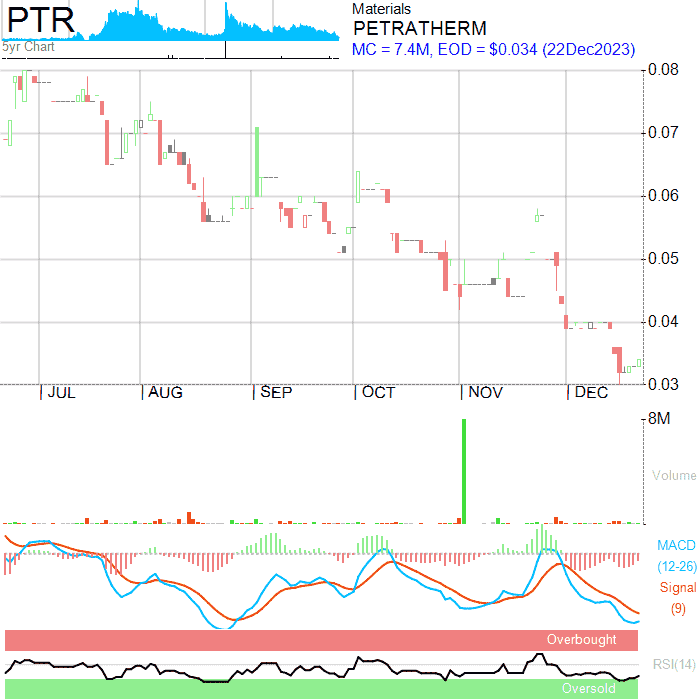 PTR
5yr Chart
Materials
PETRATHERM
MC = 7.4M, EOD = $0.034 (22Dec2023)
0.08
0.07
0.06
0.05
0.04
0.03
JUL AUG SEP OCT NOV DEC
8M
Volume
MACD
(12-26)
Signal
(9)
Overbought
RSI(14)
Oversold